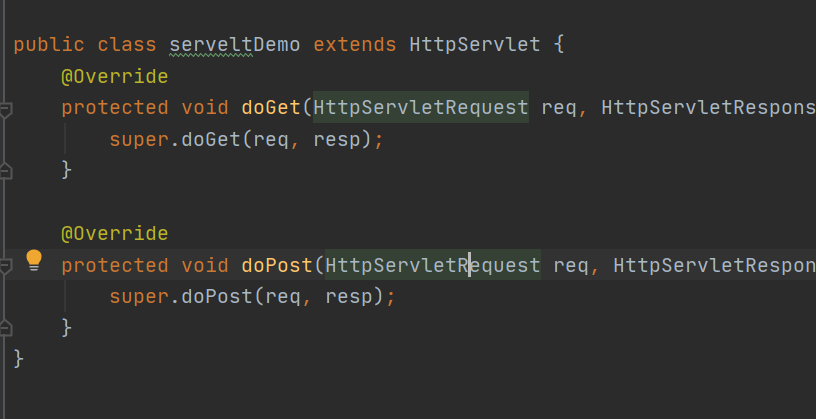 public class serveltDemo extends HttpServlet {
@Override
protected void doGet(HttpServletRequest req, HttpServletRespons
super.doGet(req, resp);
}
@Override
protected void doPost(HttpServletRequest req, HttpServletRespon
super.doPost(req, resp);
}
}